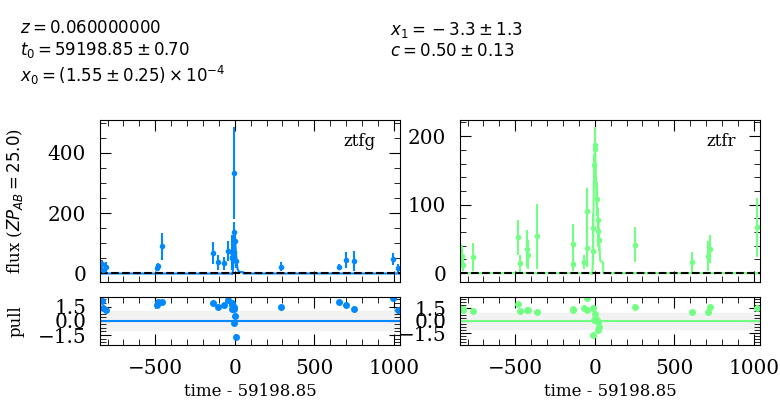 z = 0.060000000
t₀ = 59198.85 ± 0.70
x₀ = (1.55 ± 0.25) × 10⁻⁴
x₁ = −3.3 ± 1.3
c = 0.50 ± 0.13
flux (ZP_AB = 25.0)
400
200
0
ztfg
200
100
0
ztfr
pull
1.5
0.0
−1.5
−500 0 500 1000
time - 59198.85
1.5
0.0
−1.5
−500 0 500 1000
time - 59198.85